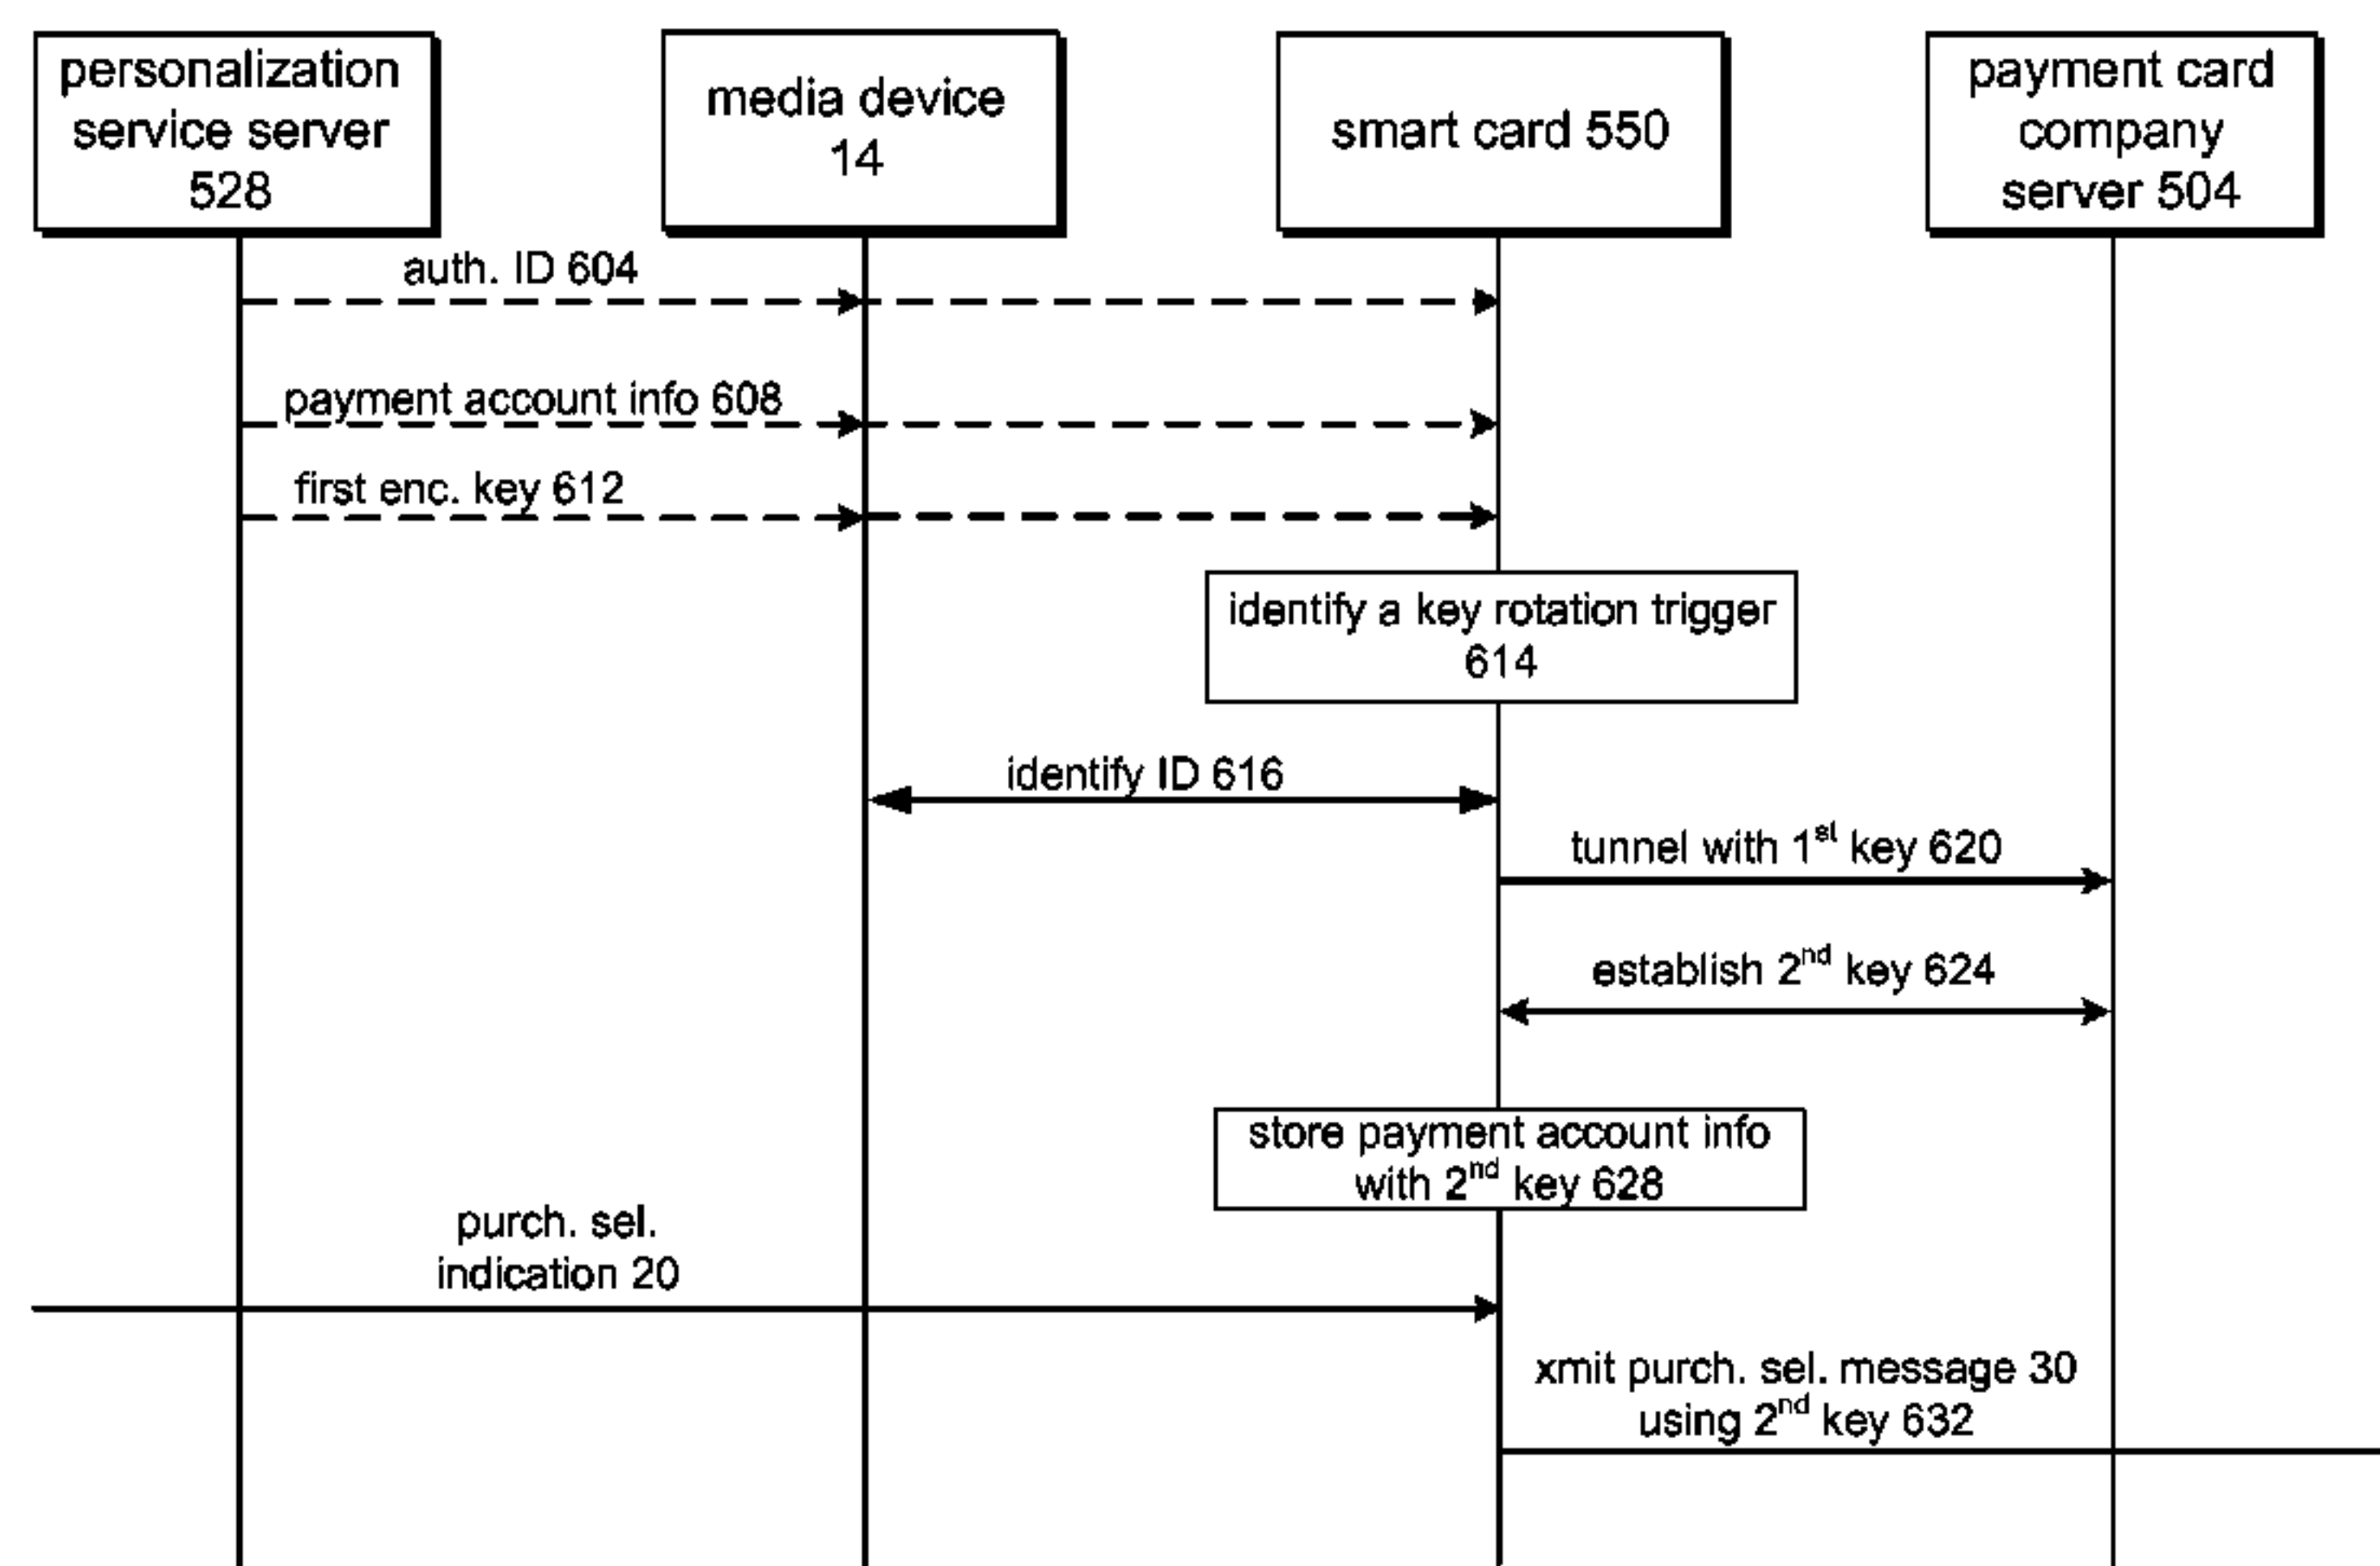 personalization
service server
528
media device
14
smart card 550
payment card
company
server 504
auth. ID 604
payment account info 608
first enc. key 612
identify a key rotation trigger
614
identify ID 616
tunnel with 1st key 620
establish 2nd key 624
store payment account info
with 2nd key 628
purch. sel.
indication 20
xmit purch. sel. message 30
using 2nd key 632